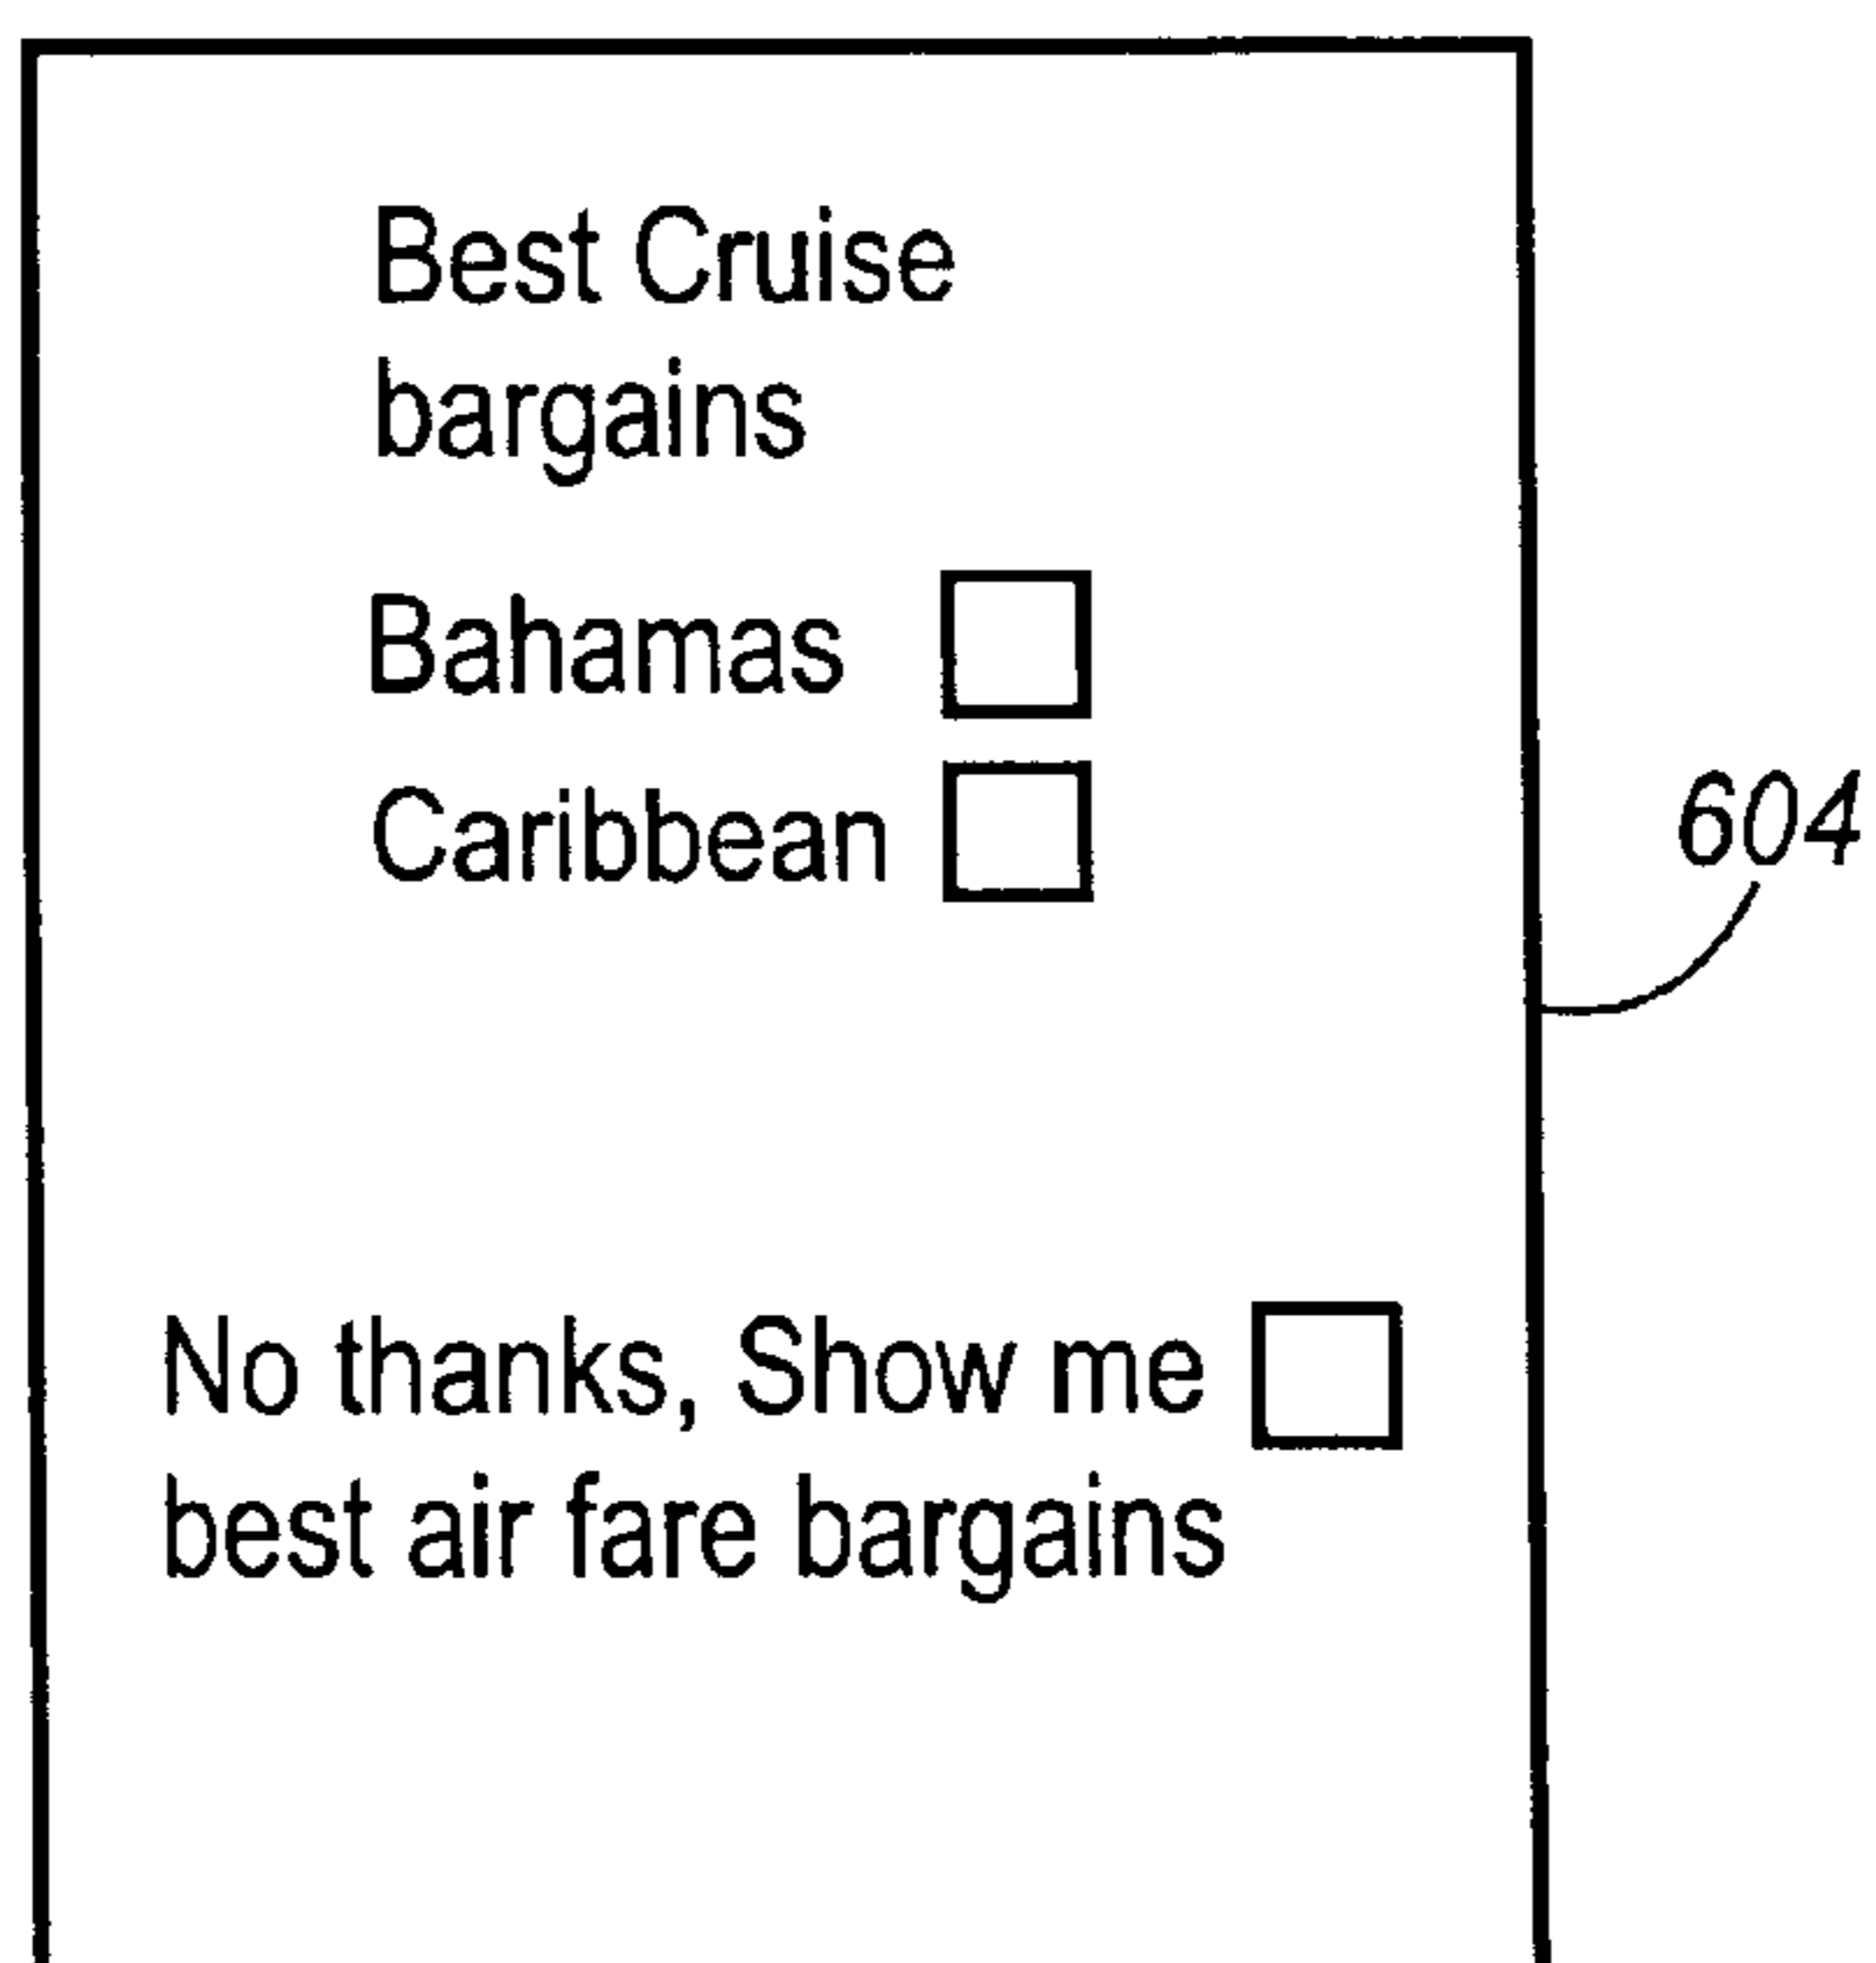 Best Cruise
bargains
Bahamas
Caribbean
604
No thanks, Show me
best air fare bargains